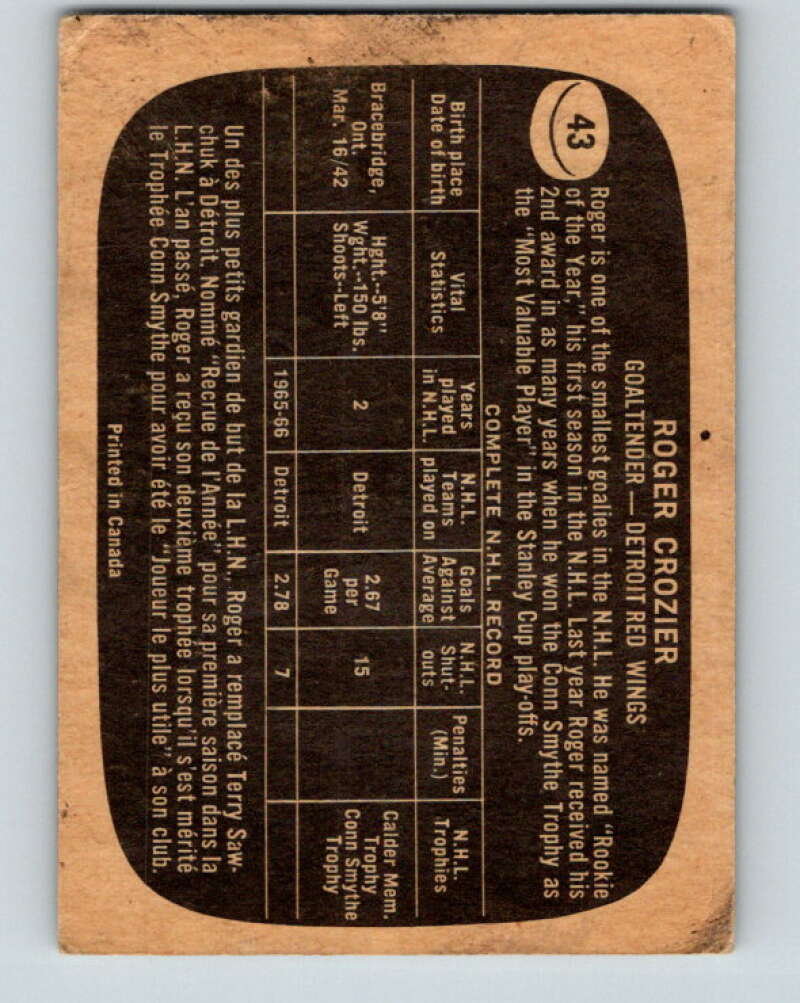 43
ROGER CROZIER
GOALTENDER — DETROIT RED WINGS
Roger is one of the smallest goalies in the N.H.L. He was named "Rookie
of the Year," his first season in the N.H.L. Last year Roger received his
2nd award in as many years when he won the Conn Smythe Trophy as
the "Most Valuable Player" in the Stanley Cup play-offs.
COMPLETE N.H.L. RECORD
Birth place Date of birth Vital Statistics Years played in N.H.L. N.H.L. Teams played on Goals Against Average N.H.L. Shut-outs Penalties (Min.) N.H.L. Trophies
Bracebridge, Ont. Mar. 16/42 Hght.--5'8" Wght.--150 lbs. Shoots--Left 2 Detroit 2.67 per Game 15 Calder Mem. Trophy Conn Smythe Trophy
1965-66 Detroit 2.78 7
Un des plus petits gardien de but de la L.H.N., Roger a remplacé Terry Saw-
chuk à Détroit. Nommé "Recrue de l'Année" pour sa première saison dans la
L.H.N. L'an passé, Roger a reçu son deuxième trophée lorsqu'il s'est mérité
le Trophée Conn Smythe pour avoir été le "Joueur le plus utile" à son club.
Printed in Canada